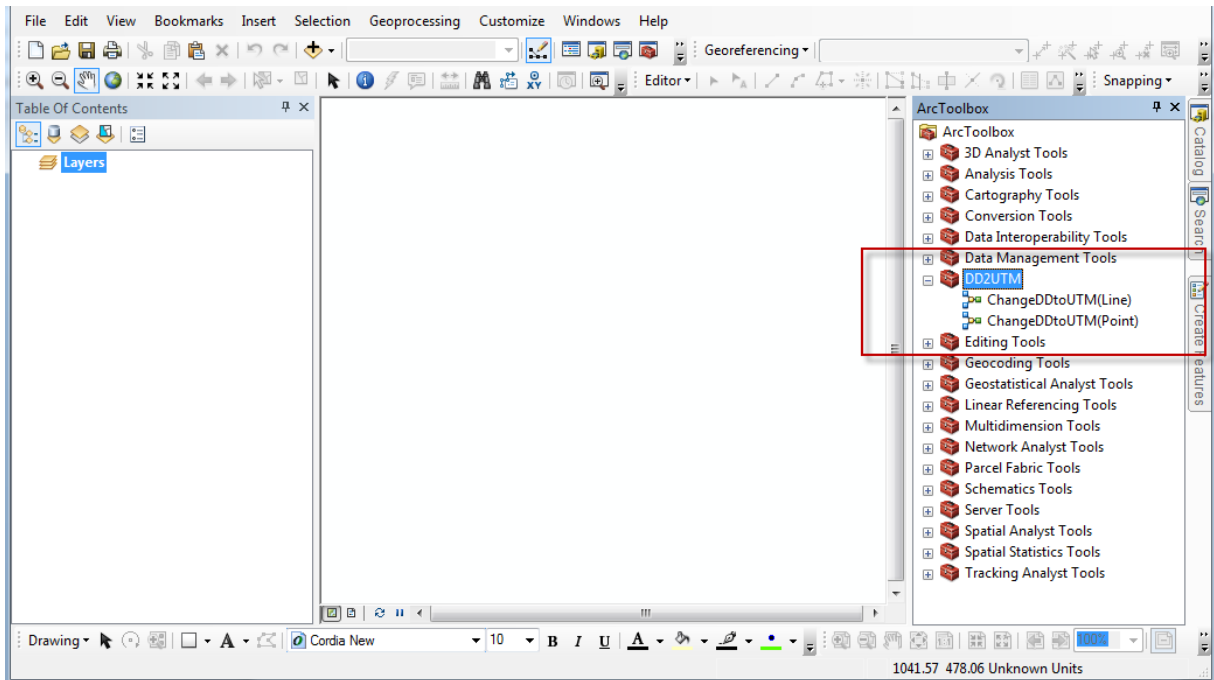 File Edit View Bookmarks Insert Selection Geoprocessing Customize Windows Help
Georeferencing
Editor
Snapping
Table Of Contents
Layers
ArcToolbox
ArcToolbox
3D Analyst Tools
Analysis Tools
Cartography Tools
Conversion Tools
Data Interoperability Tools
Data Management Tools
DD2UTM
ChangeDDtoUTM(Line)
ChangeDDtoUTM(Point)
Editing Tools
Geocoding Tools
Geostatistical Analyst Tools
Linear Referencing Tools
Multidimension Tools
Network Analyst Tools
Parcel Fabric Tools
Schematics Tools
Server Tools
Spatial Analyst Tools
Spatial Statistics Tools
Tracking Analyst Tools
Catalog
Search
Create Features
Drawing A Cordia New 10 B I U A 100%
1041.57 478.06 Unknown Units